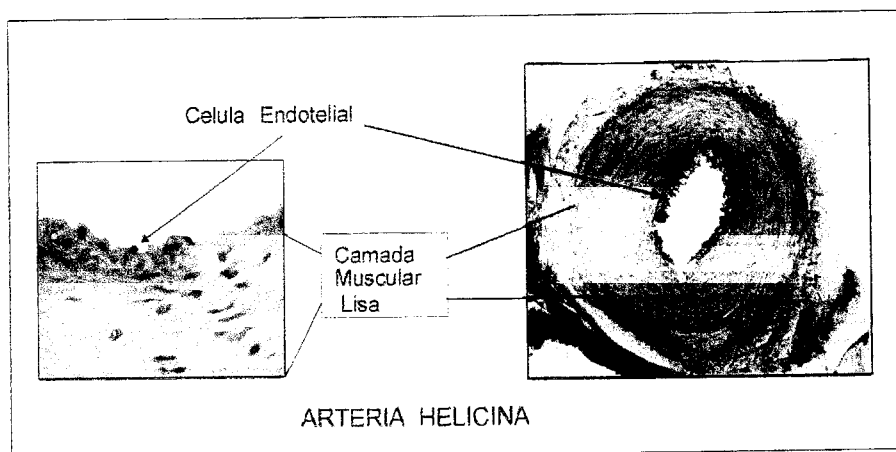 Celula Endotelial
Camada
Muscular
Lisa
ARTERIA HELICINA